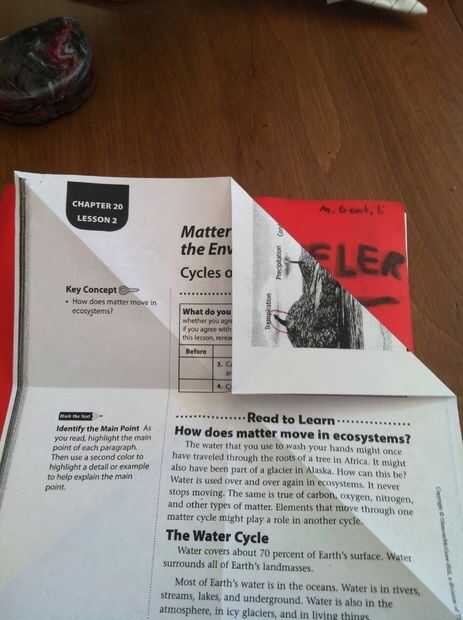 CHAPTER 20
LESSON 2
M. Gentili
ELER
Matter
the Env
Cycles o
Precipitation
Transpiration
Key Concept
• How does matter move in
ecosystems?
What do you
whether you agre
if you agree with
this lesson, rerea
Before
3. C
4. C
Mark the Text
Identify the Main Point As
you read, highlight the main
point of each paragraph.
Then use a second color to
highlight a detail or example
to help explain the main
point.
Read to Learn
How does matter move in ecosystems?
The water that you use to wash your hands might once
have traveled through the roots of a tree in Africa. It might
also have been part of a glacier in Alaska. How can this be?
Water is used over and over again in ecosystems. It never
stops moving. The same is true of carbon, oxygen, nitrogen,
and other types of matter. Elements that move through one
matter cycle might play a role in another cycle.
The Water Cycle
Water covers about 70 percent of Earth's surface. Water
surrounds all of Earth's landmasses.
Most of Earth's water is in the oceans. Water is in rivers,
streams, lakes, and underground. Water is also in the
atmosphere, in icy glaciers, and in living things.